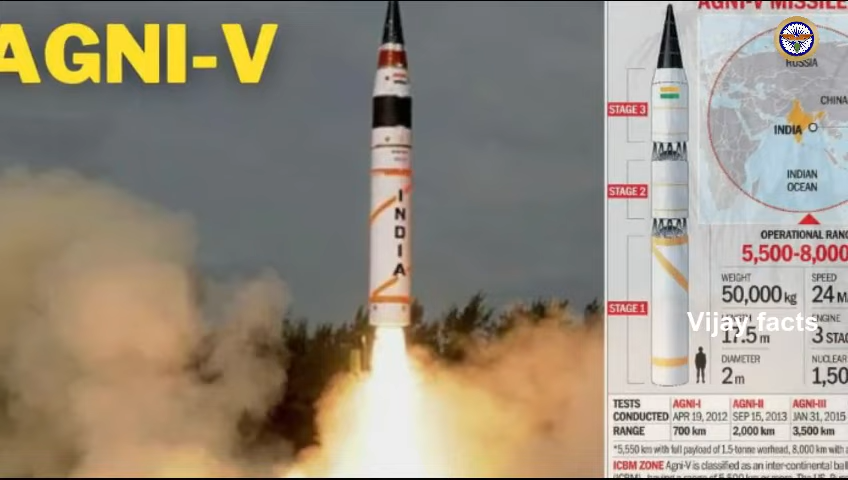 AGNI-V
INDIA
AGNI-V MISSILE
RUSSIA
CHINA
INDIA
INDIAN
OCEAN
STAGE 3
STAGE 2
STAGE 1
OPERATIONAL RANG
5,500-8,000
WEIGHT
50,000 kg
SPEED
24 M
17.5 m
3 STAG
DIAMETER
2 m
NUCLEAR
1,50
Vijay facts
TESTS AGNI-I AGNI-II AGNI-III
CONDUCTED APR 19, 2012 SEP 15, 2013 JAN 31, 2015
RANGE 700 km 2,000 km 3,500 km
*5,550 km with full payload of 1.5-tonne warhead, 8,000 km with
ICBM ZONE Agni-V is classified as an inter-continental ball